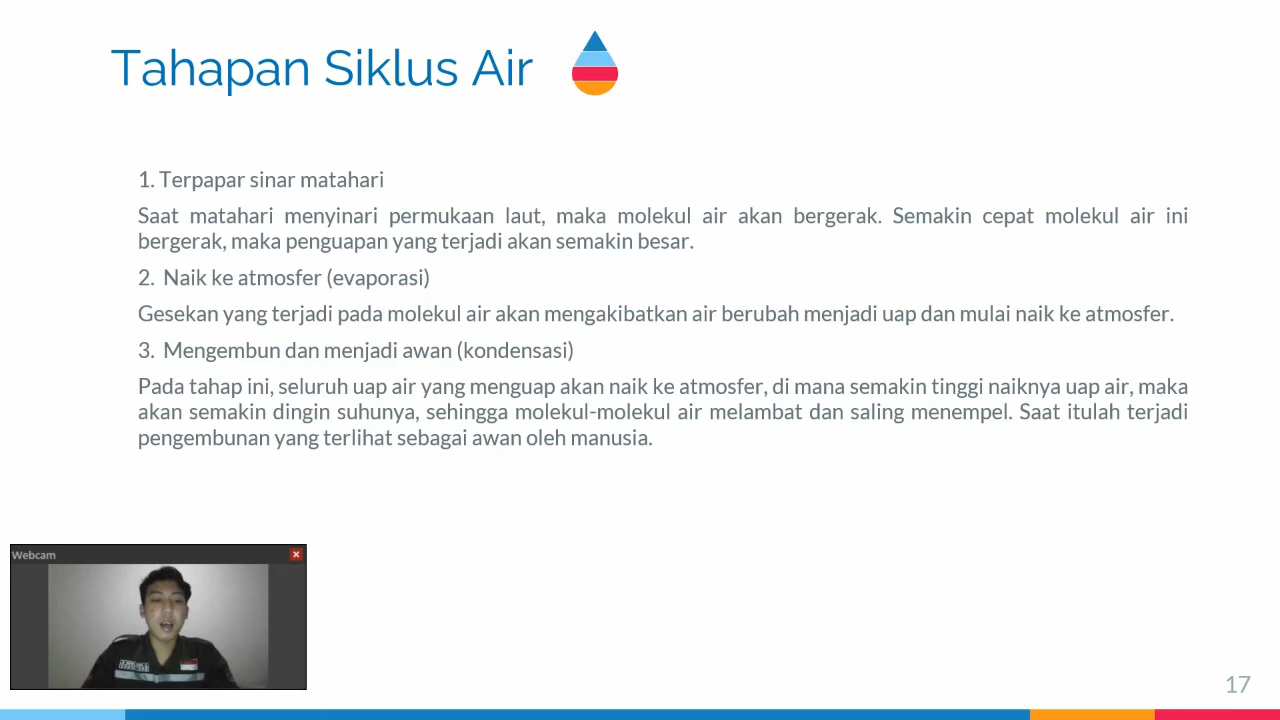 Tahapan Siklus Air
1. Terpapar sinar matahari
Saat matahari menyinari permukaan laut, maka molekul air akan bergerak. Semakin cepat molekul air ini
bergerak, maka penguapan yang terjadi akan semakin besar.
2. Naik ke atmosfer (evaporasi)
Gesekan yang terjadi pada molekul air akan mengakibatkan air berubah menjadi uap dan mulai naik ke atmosfer.
3. Mengembun dan menjadi awan (kondensasi)
Pada tahap ini, seluruh uap air yang menguap akan naik ke atmosfer, di mana semakin tinggi naiknya uap air, maka
akan semakin dingin suhunya, sehingga molekul-molekul air melambat dan saling menempel. Saat itulah terjadi
pengembunan yang terlihat sebagai awan oleh manusia.
Webcam
17